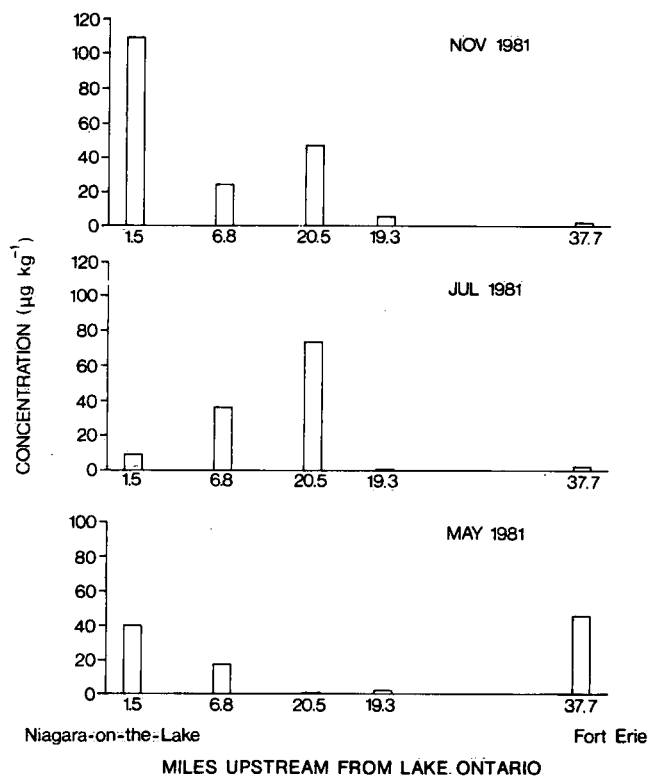 120
100
80
60
40
20
0
NOV 1981
1.5 6.8 20.5 19.3 37.7
120
100
80
60
40
20
0
JUL 1981
1.5 6.8 20.5 19.3 37.7
100
80
60
40
20
0
MAY 1981
1.5 6.8 20.5 19.3 37.7
CONCENTRATION (µg kg⁻¹)
Niagara-on-the-Lake Fort Erie
MILES UPSTREAM FROM LAKE ONTARIO